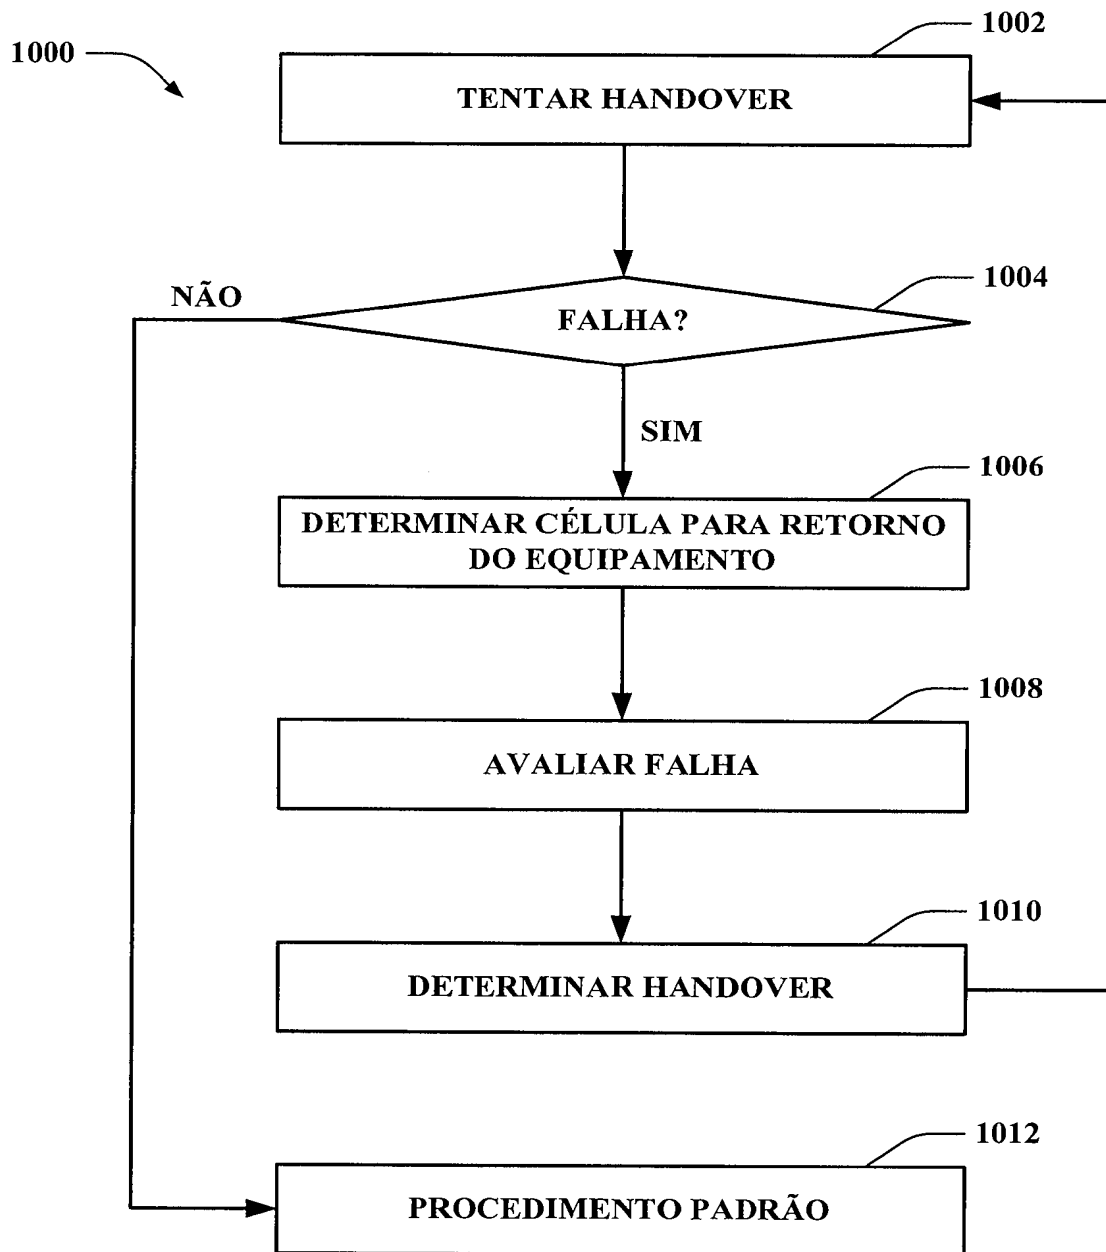 1000
1002
TENTAR HANDOVER
1004
NÃO
FALHA?
SIM
1006
DETERMINAR CÉLULA PARA RETORNO
DO EQUIPAMENTO
1008
AVALIAR FALHA
1010
DETERMINAR HANDOVER
1012
PROCEDIMENTO PADRÃO